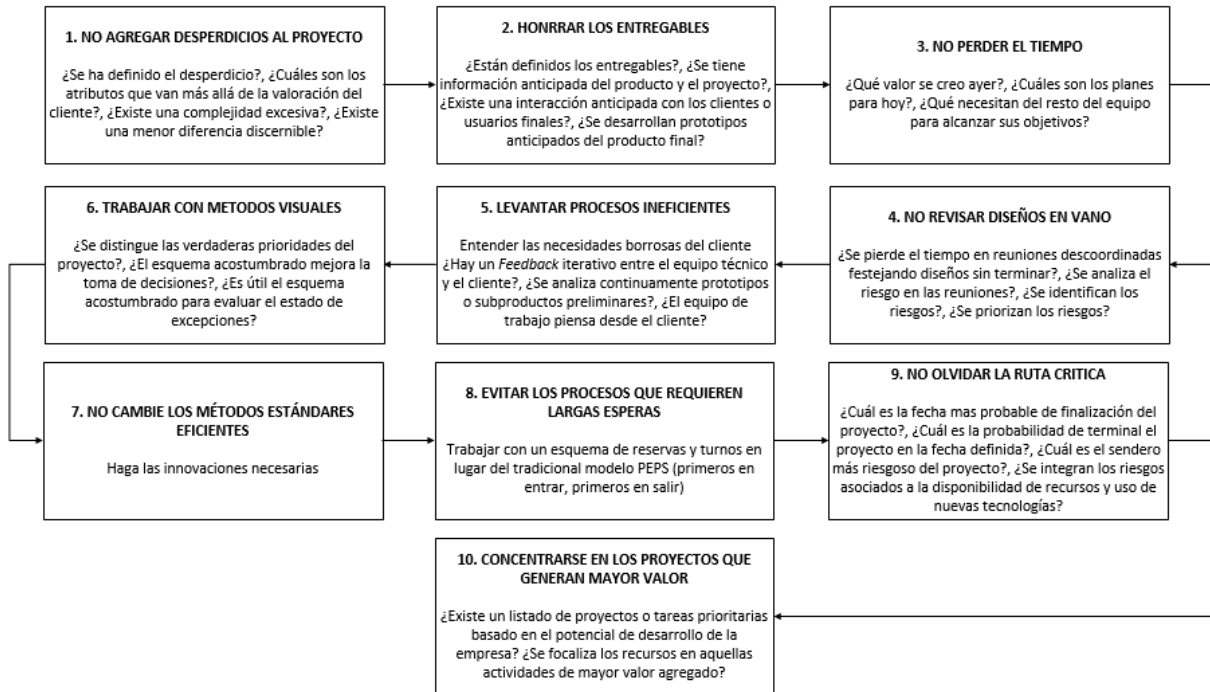 1. NO AGREGAR DESPERDICIOS AL PROYECTO
¿Se ha definido el desperdicio?, ¿Cuáles son los
atributos que van más allá de la valoración del
cliente?, ¿Existe una complejidad excesiva?, ¿Existe
una menor diferencia discernible?
2. HONRRAR LOS ENTREGABLES
¿Están definidos los entregables?, ¿Se tiene
información anticipada del producto y el proyecto?,
¿Existe una interacción anticipada con los clientes o
usuarios finales?, ¿Se desarrollan prototipos
anticipados del producto final?
3. NO PERDER EL TIEMPO
¿Qué valor se creo ayer?, ¿Cuáles son los planes
para hoy?, ¿Qué necesitan del resto del equipo
para alcanzar sus objetivos?
4. NO REVISAR DISEÑOS EN VANO
¿Se pierde el tiempo en reuniones descoordinadas
festejando diseños sin terminar?, ¿Se analiza el
riesgo en las reuniones?, ¿Se identifican los
riesgos?, ¿Se priorizan los riesgos?
5. LEVANTAR PROCESOS INEFICIENTES
Entender las necesidades borrosas del cliente
¿Hay un Feedback iterativo entre el equipo técnico
y el cliente?, ¿Se analiza continuamente prototipos
o subproductos preliminares?, ¿El equipo de
trabajo piensa desde el cliente?
6. TRABAJAR CON METODOS VISUALES
¿Se distingue las verdaderas prioridades del
proyecto?, ¿El esquema acostumbrado mejora la
toma de decisiones?, ¿Es útil el esquema
acostumbrado para evaluar el estado de
excepciones?
7. NO CAMBIE LOS MÉTODOS ESTÁNDARES
EFICIENTES
Haga las innovaciones necesarias
8. EVITAR LOS PROCESOS QUE REQUIEREN
LARGAS ESPERAS
Trabajar con un esquema de reservas y turnos en
lugar del tradicional modelo PEPS (primeros en
entrar, primeros en salir)
9. NO OLVIDAR LA RUTA CRITICA
¿Cuál es la fecha mas probable de finalización del
proyecto?, ¿Cuál es la probabilidad de terminal el
proyecto en la fecha definida?, ¿Cuál es el sendero
más riesgoso del proyecto?, ¿Se integran los riesgos
asociados a la disponibilidad de recursos y uso de
nuevas tecnologías?
10. CONCENTRARSE EN LOS PROYECTOS QUE
GENERAN MAYOR VALOR
¿Existe un listado de proyectos o tareas prioritarias
basado en el potencial de desarrollo de la
empresa? ¿Se focaliza los recursos en aquellas
actividades de mayor valor agregado?